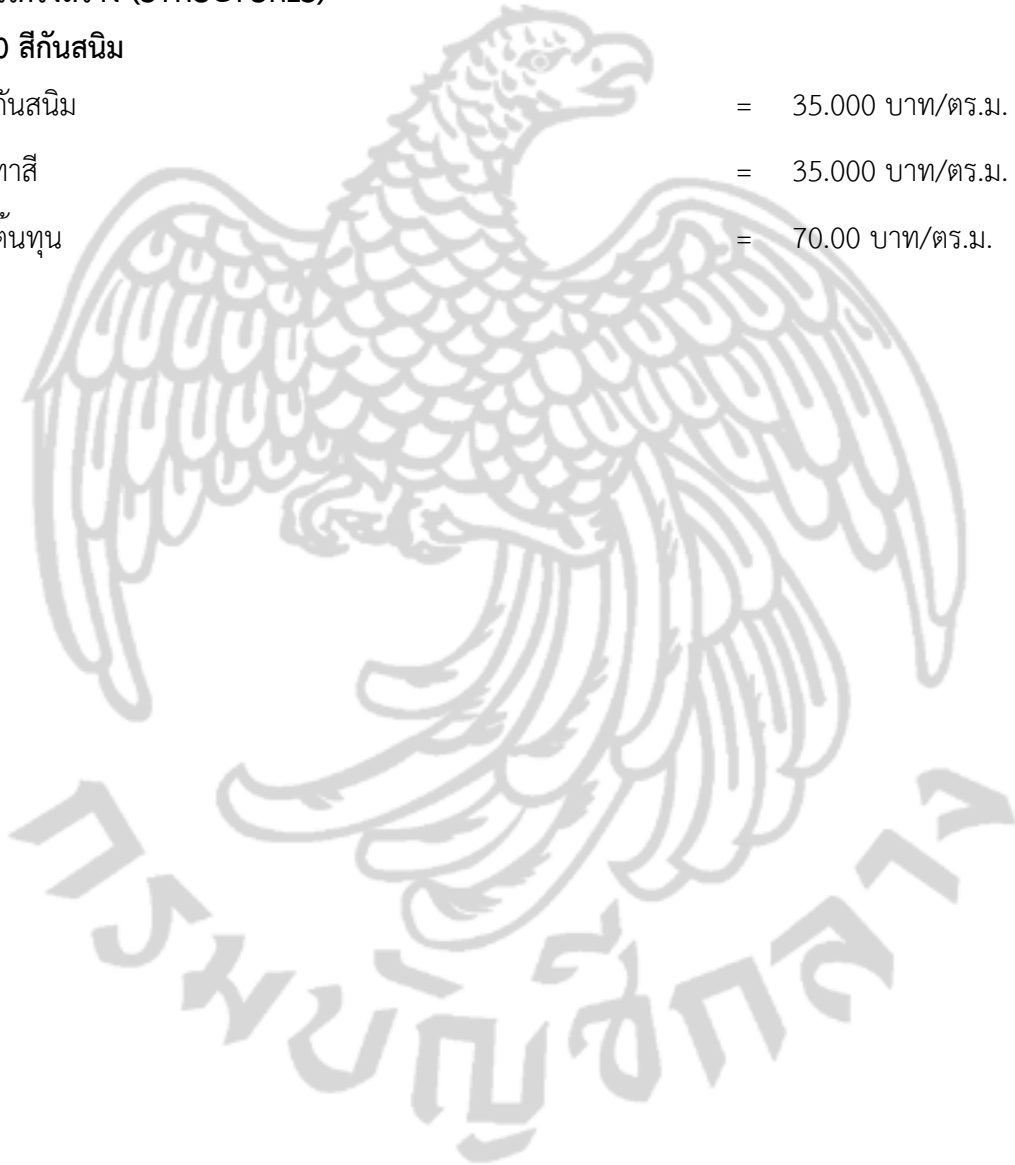 (STRUCTURES)
0 สีกันสนิม
กันสนิม = 35.000 บาท/ตร.ม.
ทาสี = 35.000 บาท/ตร.ม.
ต้นทุน = 70.00 บาท/ตร.ม.
กรมบัญชีกลาง